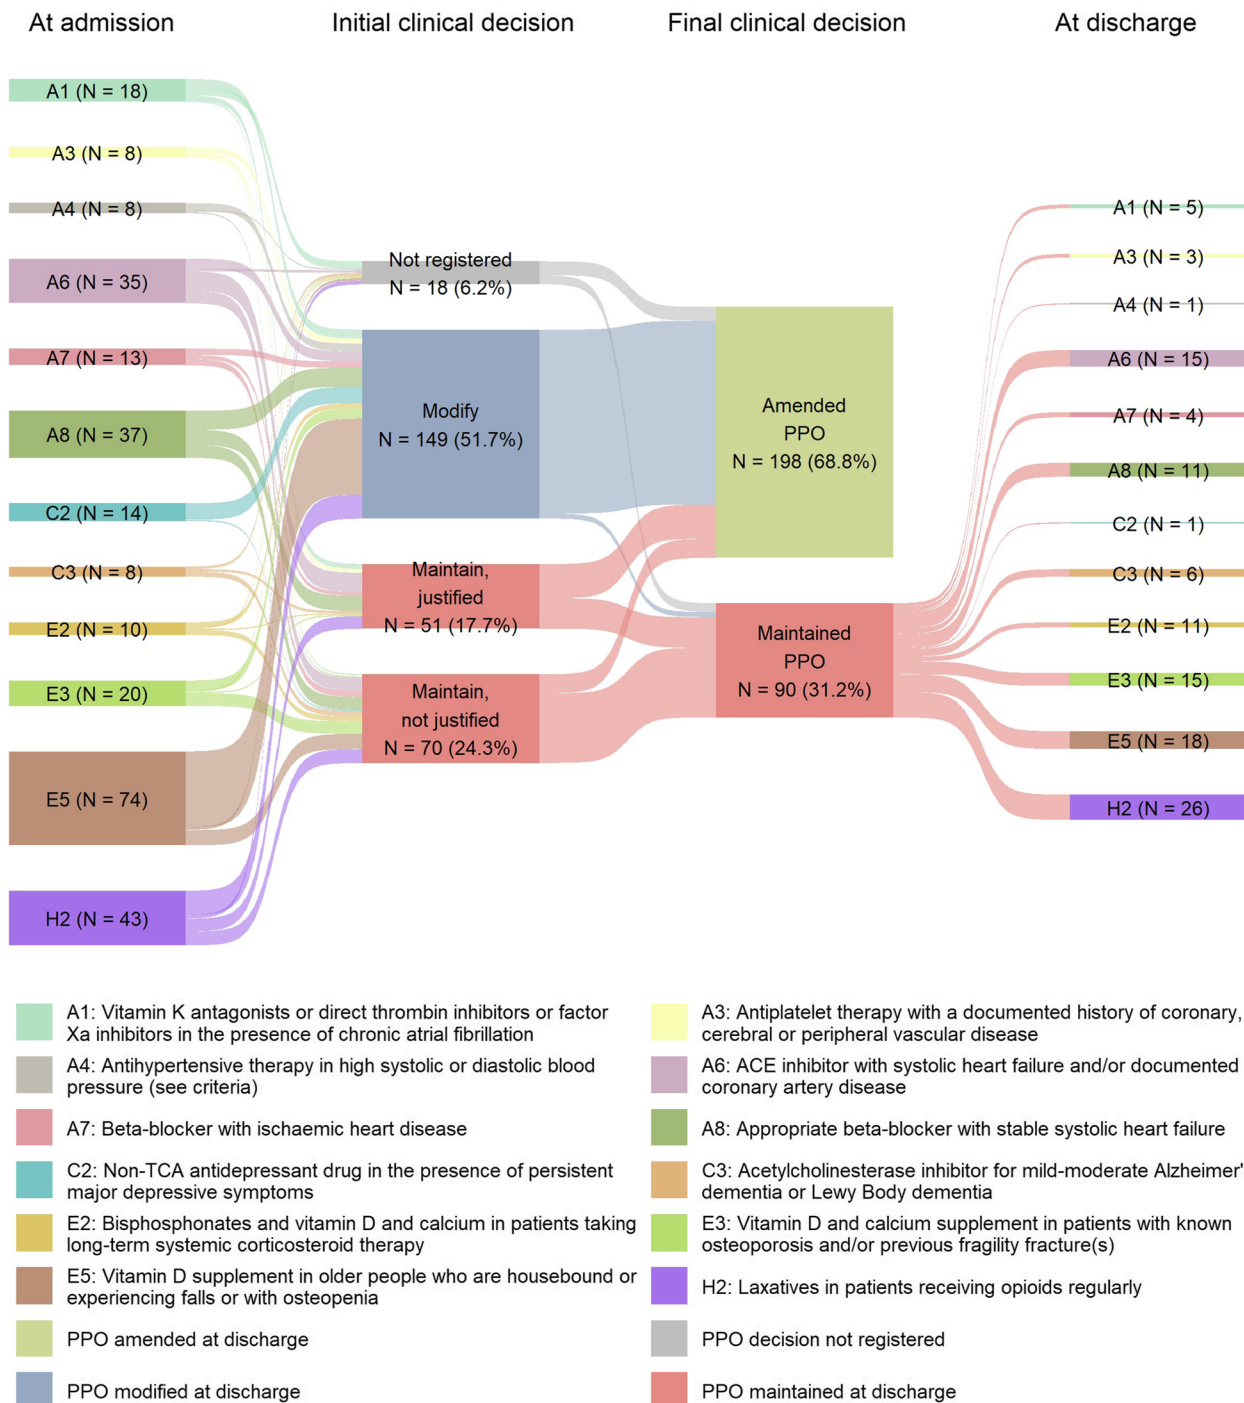 At admission
Initial clinical decision
Final clinical decision
At discharge
A1 (N = 18)
A3 (N = 8)
A4 (N = 8)
A6 (N = 35)
A7 (N = 13)
A8 (N = 37)
C2 (N = 14)
C3 (N = 8)
E2 (N = 10)
E3 (N = 20)
E5 (N = 74)
H2 (N = 43)
Not registered
N = 18 (6.2%)
Modify
N = 149 (51.7%)
Maintain,
justified
N = 51 (17.7%)
Maintain,
not justified
N = 70 (24.3%)
Amended
PPO
N = 198 (68.8%)
Maintained
PPO
N = 90 (31.2%)
A1 (N = 5)
A3 (N = 3)
A4 (N = 1)
A6 (N = 15)
A7 (N = 4)
A8 (N = 11)
C2 (N = 1)
C3 (N = 6)
E2 (N = 11)
E3 (N = 15)
E5 (N = 18)
H2 (N = 26)
A1: Vitamin K antagonists or direct thrombin inhibitors or factor
Xa inhibitors in the presence of chronic atrial fibrillation
A3: Antiplatelet therapy with a documented history of coronary,
cerebral or peripheral vascular disease
A4: Antihypertensive therapy in high systolic or diastolic blood
pressure (see criteria)
A6: ACE inhibitor with systolic heart failure and/or documented
coronary artery disease
A7: Beta-blocker with ischaemic heart disease
A8: Appropriate beta-blocker with stable systolic heart failure
C2: Non-TCA antidepressant drug in the presence of persistent
major depressive symptoms
C3: Acetylcholinesterase inhibitor for mild-moderate Alzheimer'
dementia or Lewy Body dementia
E2: Bisphosphonates and vitamin D and calcium in patients taking
long-term systemic corticosteroid therapy
E3: Vitamin D and calcium supplement in patients with known
osteoporosis and/or previous fragility fracture(s)
E5: Vitamin D supplement in older people who are housebound or
experiencing falls or with osteopenia
H2: Laxatives in patients receiving opioids regularly
PPO amended at discharge
PPO decision not registered
PPO modified at discharge
PPO maintained at discharge